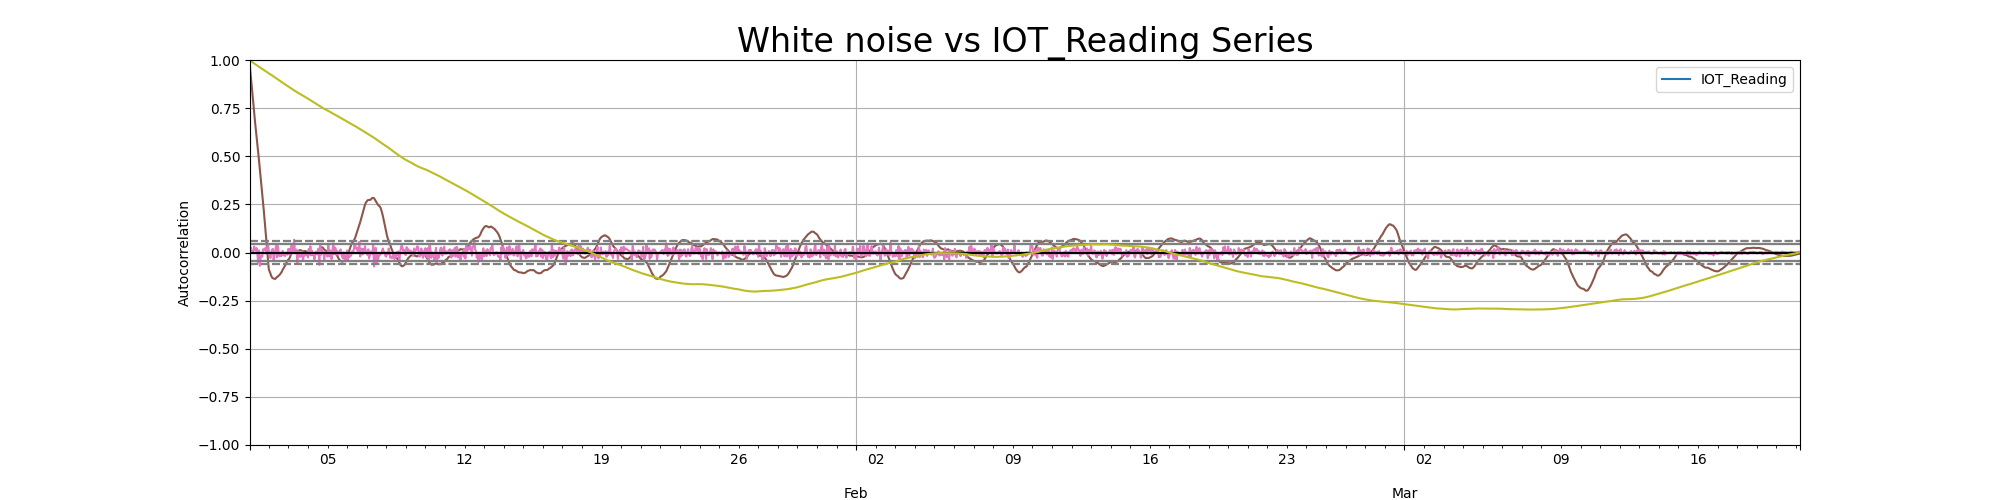 White noise vs IOT_Reading Series
IOT_Reading
Autocorrelation
1.00
0.75
0.50
0.25
0.00
−0.25
−0.50
−0.75
−1.00
05 12 19 26 02 09 16 23 02 09 16
Feb Mar